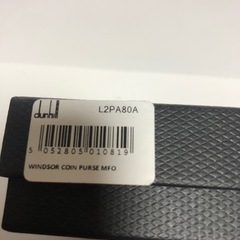 dunhill
L2PA80A
5 052805 010819
WINDSOR COIN PURSE MFO